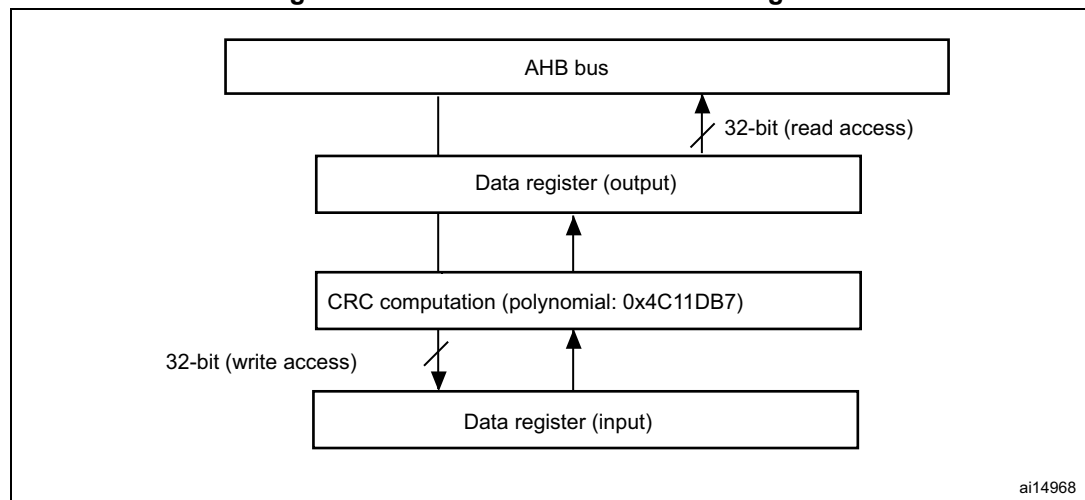 AHB bus
32-bit (read access)
Data register (output)
CRC computation (polynomial: 0x4C11DB7)
32-bit (write access)
Data register (input)
ai14968